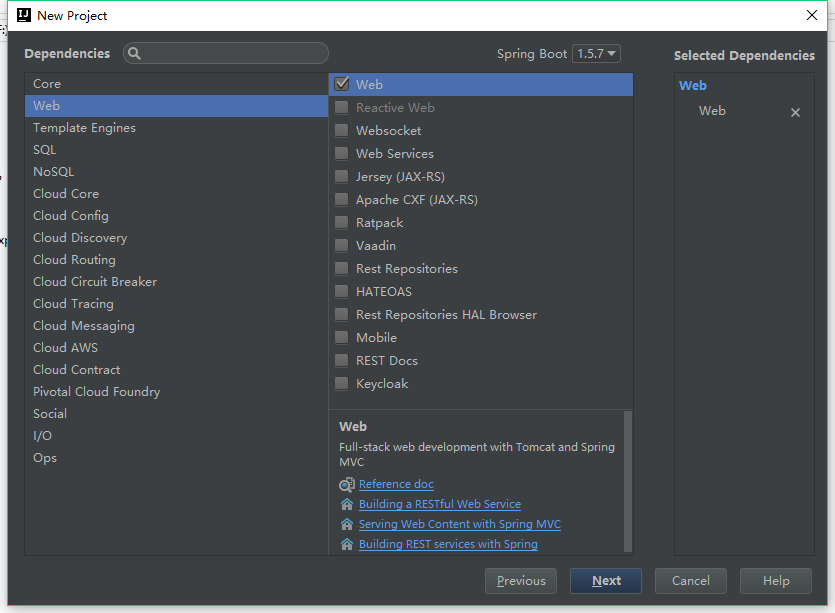 New Project
Dependencies
Spring Boot 1.5.7
Selected Dependencies
Core
Web
Template Engines
SQL
NoSQL
Cloud Core
Cloud Config
Cloud Discovery
Cloud Routing
Cloud Circuit Breaker
Cloud Tracing
Cloud Messaging
Cloud AWS
Cloud Contract
Pivotal Cloud Foundry
Social
I/O
Ops
Web
Reactive Web
Websocket
Web Services
Jersey (JAX-RS)
Apache CXF (JAX-RS)
Ratpack
Vaadin
Rest Repositories
HATEOAS
Rest Repositories HAL Browser
Mobile
REST Docs
Keycloak
Web
Full-stack web development with Tomcat and Spring
MVC
Reference doc
Building a RESTful Web Service
Serving Web Content with Spring MVC
Building REST services with Spring
Web
Web
Previous
Next
Cancel
Help